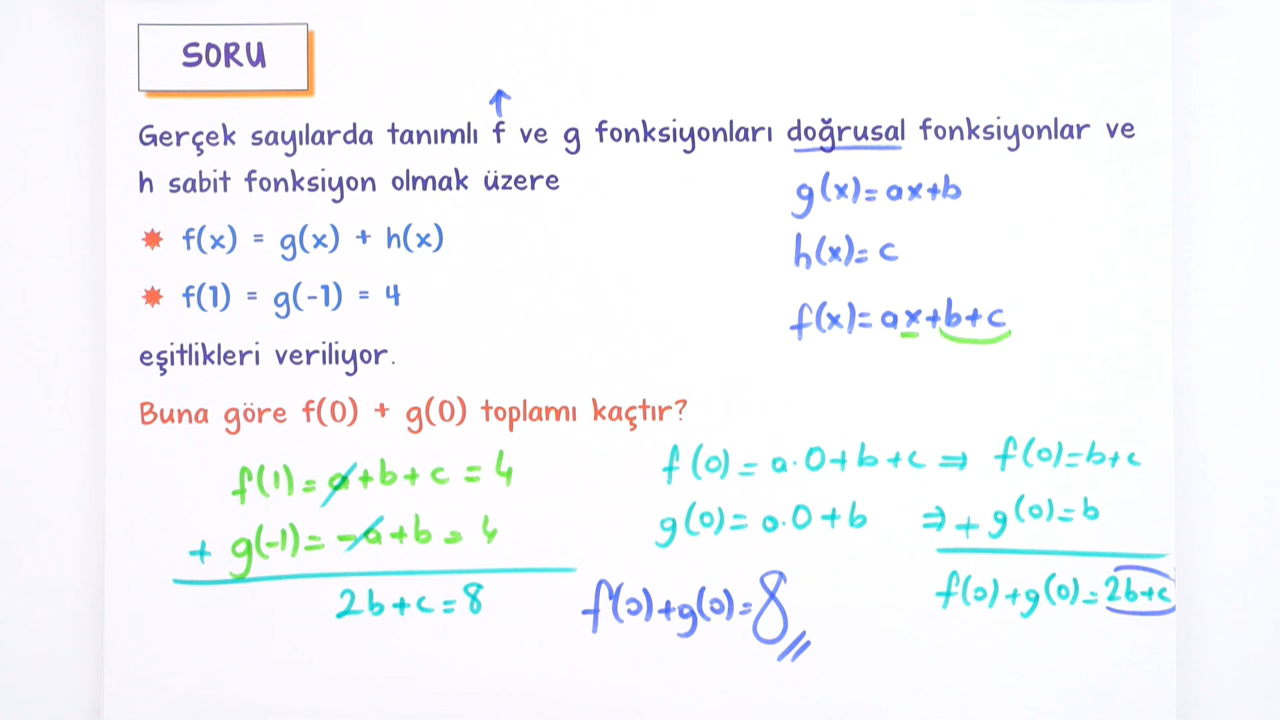 SORU
Gerçek sayılarda tanımlı f ve g fonksiyonları doğrusal fonksiyonlar ve
h sabit fonksiyon olmak üzere
f(x) = g(x) + h(x)
f(1) = g(-1) = 4
eşitlikleri veriliyor.
Buna göre f(0) + g(0) toplamı kaçtır?
g(x)=ax+b
h(x)=c
f(x)=ax+b+c
f(1)=a+b+c=4
+ g(-1)=-a+b=4
2b+c=8
f(0)=a.0+b+c ⇒ f(0)=b+c
g(0)=a.0+b ⇒ + g(0)=b
f(0)+g(0)=2b+c
f(0)+g(0)=8